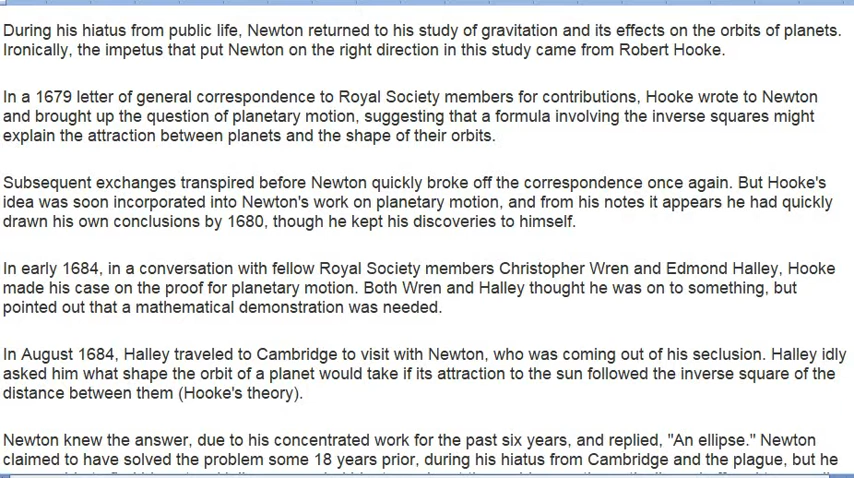 During his hiatus from public life, Newton returned to his study of gravitation and its effects on the orbits of planets.
Ironically, the impetus that put Newton on the right direction in this study came from Robert Hooke.
In a 1679 letter of general correspondence to Royal Society members for contributions, Hooke wrote to Newton
and brought up the question of planetary motion, suggesting that a formula involving the inverse squares might
explain the attraction between planets and the shape of their orbits.
Subsequent exchanges transpired before Newton quickly broke off the correspondence once again. But Hooke's
idea was soon incorporated into Newton's work on planetary motion, and from his notes it appears he had quickly
drawn his own conclusions by 1680, though he kept his discoveries to himself.
In early 1684, in a conversation with fellow Royal Society members Christopher Wren and Edmond Halley, Hooke
made his case on the proof for planetary motion. Both Wren and Halley thought he was on to something, but
pointed out that a mathematical demonstration was needed.
In August 1684, Halley traveled to Cambridge to visit with Newton, who was coming out of his seclusion. Halley idly
asked him what shape the orbit of a planet would take if its attraction to the sun followed the inverse square of the
distance between them (Hooke's theory).
Newton knew the answer, due to his concentrated work for the past six years, and replied, "An ellipse." Newton
claimed to have solved the problem some 18 years prior, during his hiatus from Cambridge and the plague, but he